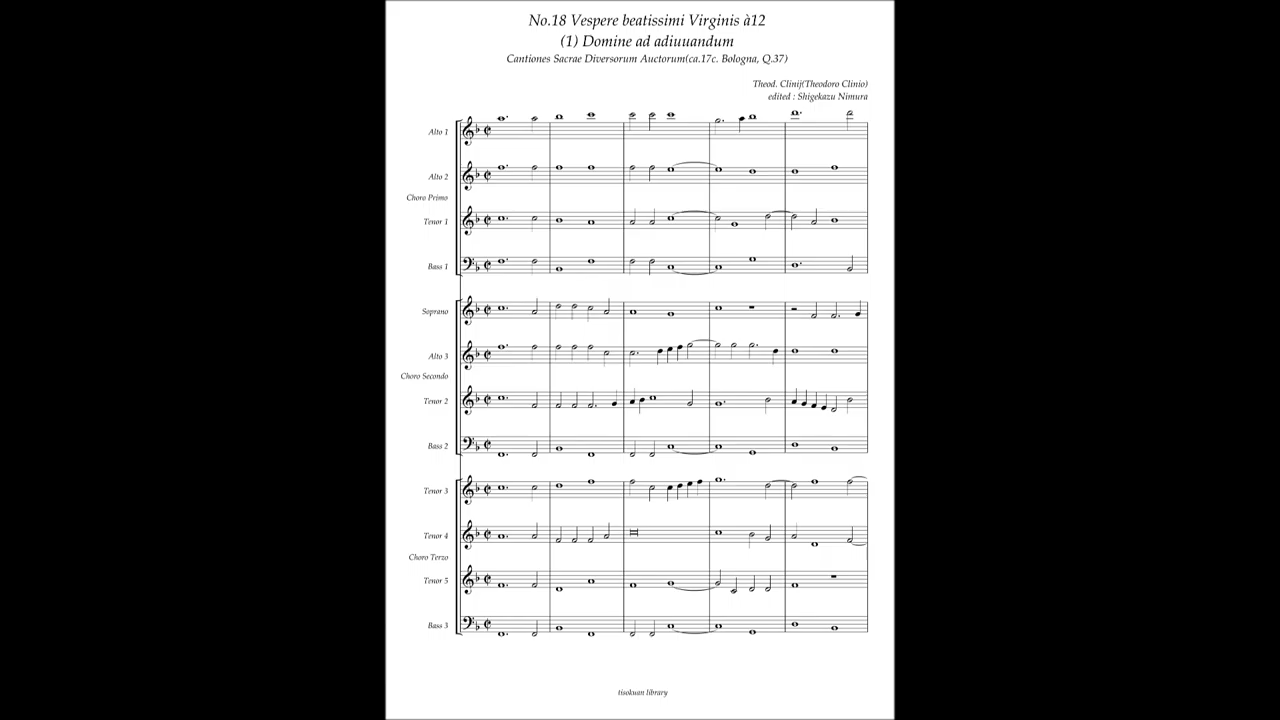 No.18 Vespere beatissimi Virginis à12
(1) Domine ad adiuuandum
Cantiones Sacrae Diversorum Auctorum(ca.17c. Bologna, Q.37)
Theod. Clinij(Theodoro Clinio)
edited : Shigekazu Nimura
Alto 1
Alto 2
Choro Primo
Tenor 1
Bass 1
Soprano
Alto 3
Choro Secondo
Tenor 2
Bass 2
Tenor 3
Tenor 4
Choro Terzo
Tenor 5
Bass 3
tisokuan library